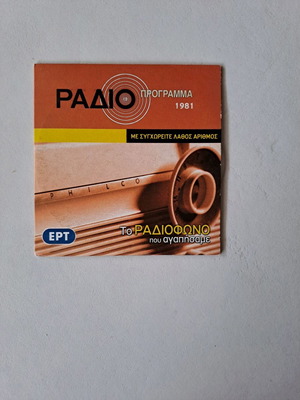 ΡΑΔΙΟ
ΠΡΟΓΡΑΜΜΑ
1981
ΜΕ ΣΥΓΧΩΡΕΙΤΕ ΛΑΘΟΣ ΑΡΙΘΜΟΣ
PHILCO
ΕΡΤ
Το ΡΑΔΙΟΦΩΝΟ
που αγαπήσαμε